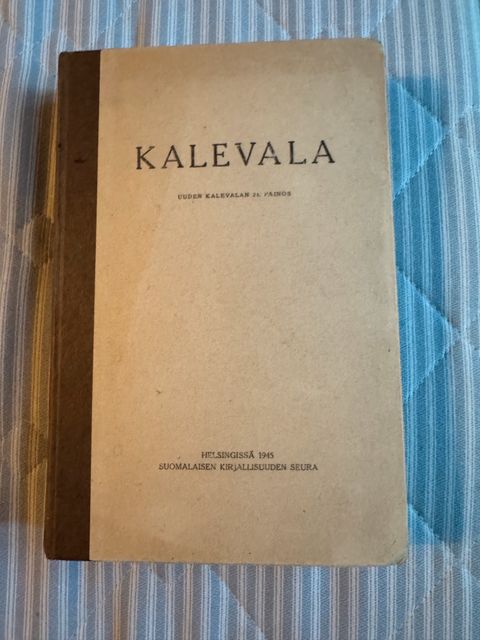 KALEVALA
UUDEN KALEVALAN 21. PAINOS
HELSINGISSÄ 1945
SUOMALAISEN KIRJALLISUUDEN SEURA